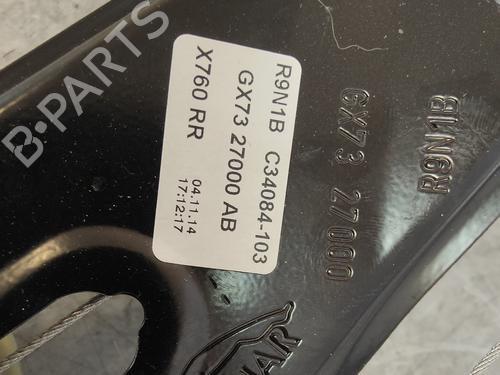 R9N1B C34084-103
GX73 27000 AB
X760 RR
04.11.14
17:12:17
GX73 27000
R9N1B
B-PARTS